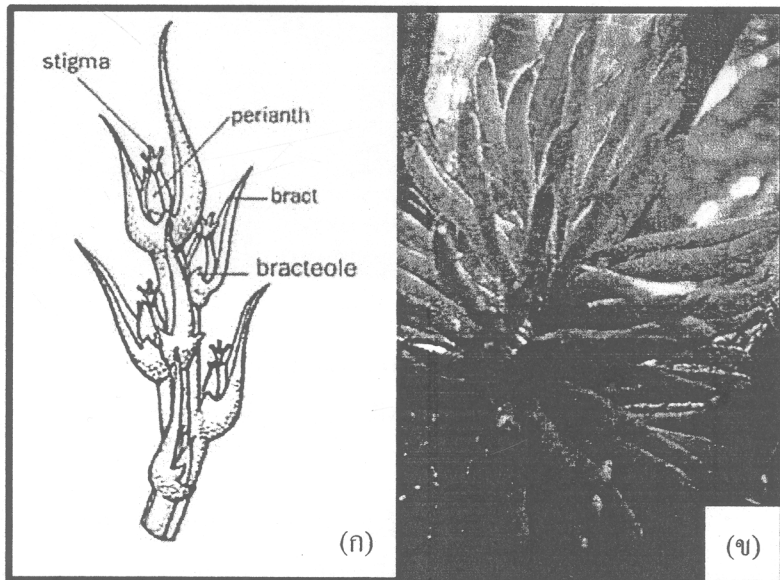 stigma
perianth
bract
bracteole
(ก)
(ข)